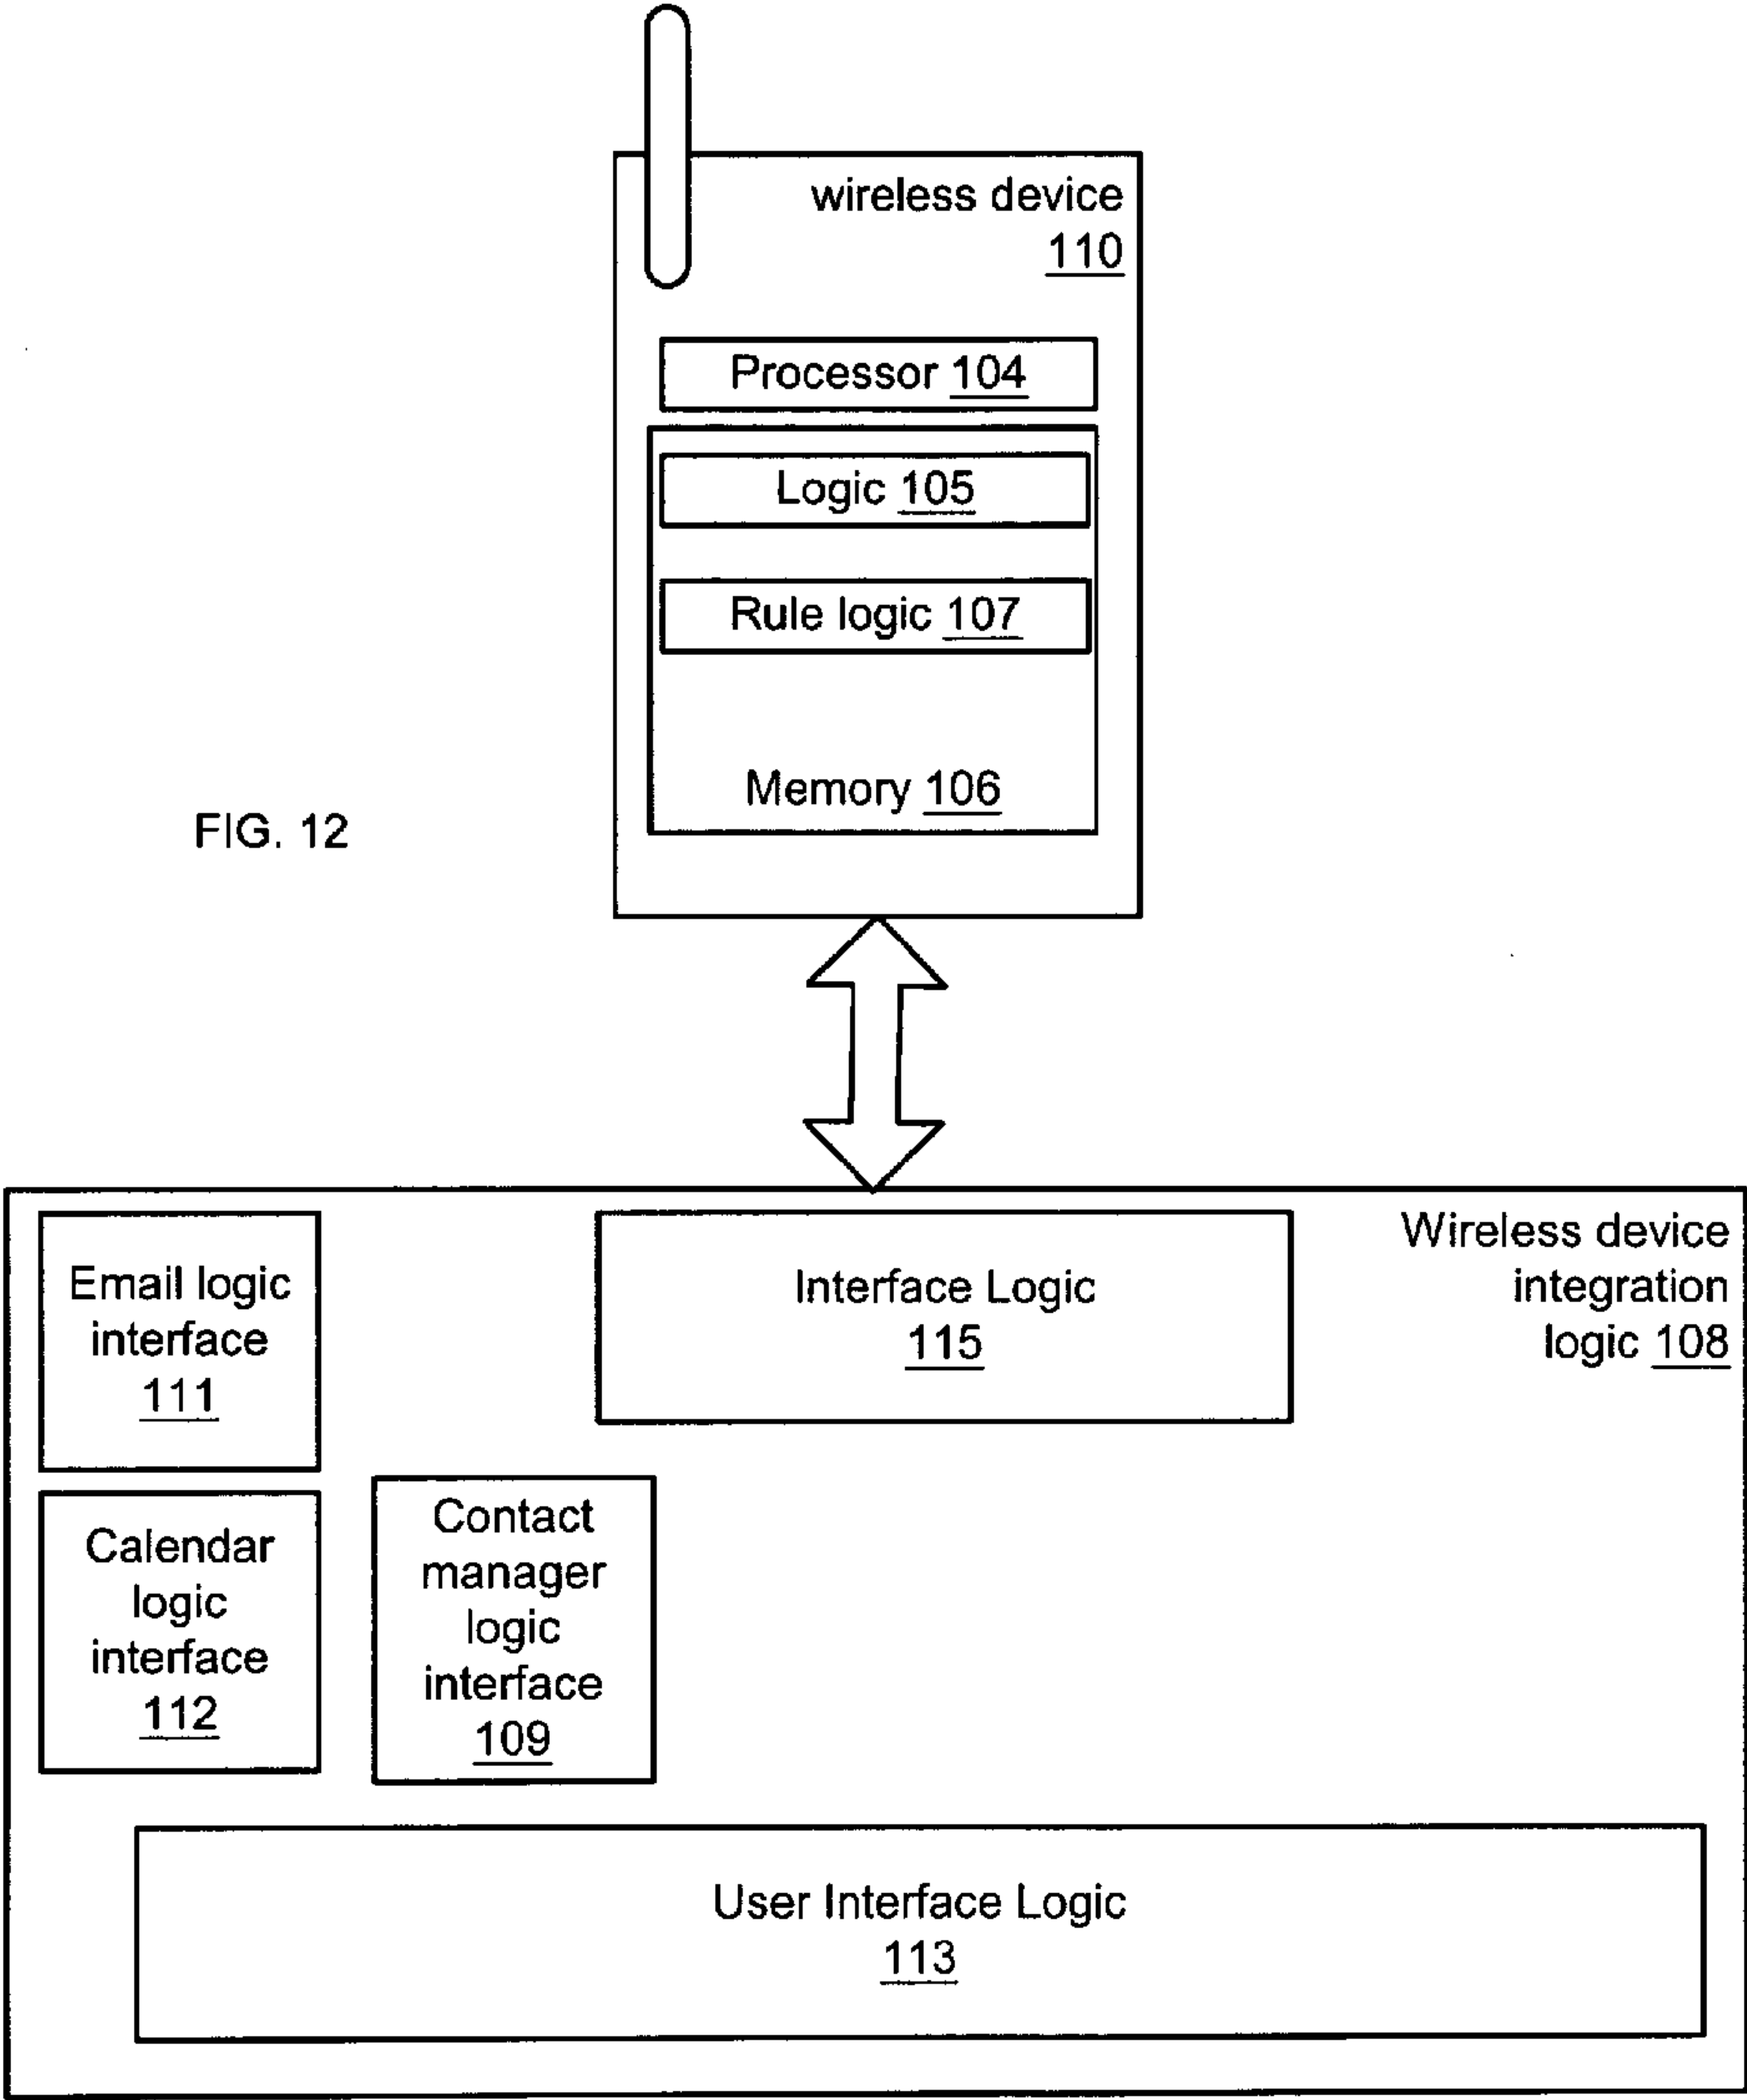 wireless device
110
Processor 104
Logic 105
Rule logic 107
Memory 106
FIG. 12
Email logic
interface
111
Interface Logic
115
Wireless device
integration
logic 108
Calendar
logic
interface
112
Contact
manager
logic
interface
109
User Interface Logic
113